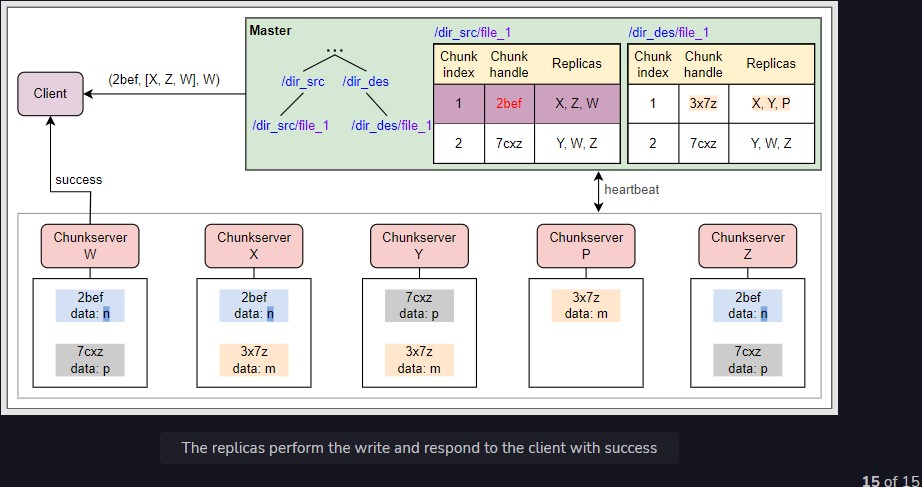 Master
...
/dir_src
/dir_des
/dir_src/file_1
/dir_des/file_1
/dir_src/file_1
Chunk index
Chunk handle
Replicas
1
2bef
X, Z, W
2
7cxz
Y, W, Z
/dir_des/file_1
Chunk index
Chunk handle
Replicas
1
3x7z
X, Y, P
2
7cxz
Y, W, Z
Client
(2bef, [X, Z, W], W)
success
heartbeat
Chunkserver
W
2bef
data: n
7cxz
data: p
Chunkserver
X
2bef
data: n
3x7z
data: m
Chunkserver
Y
7cxz
data: p
3x7z
data: m
Chunkserver
P
3x7z
data: m
Chunkserver
Z
2bef
data: n
7cxz
data: p
The replicas perform the write and respond to the client with success
15 of 15